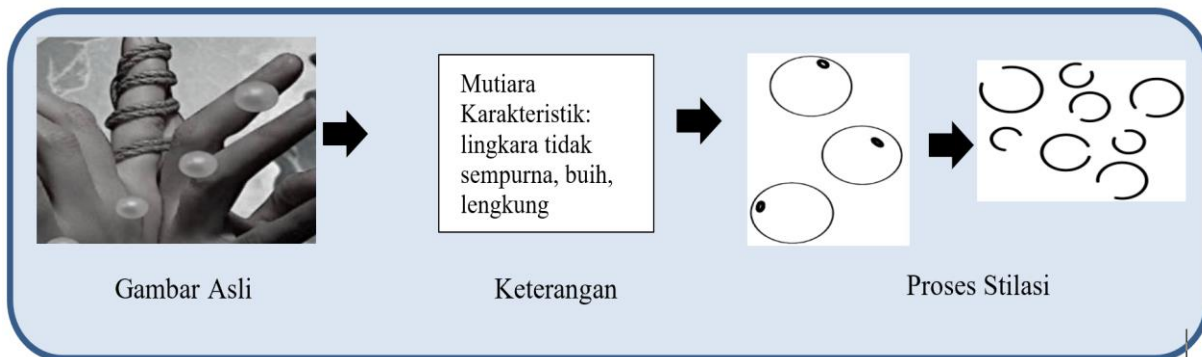 Mutiara
Karakteristik:
lingkara tidak
sempurna, buih,
lengkung
Gambar Asli
Keterangan
Proses Stilasi